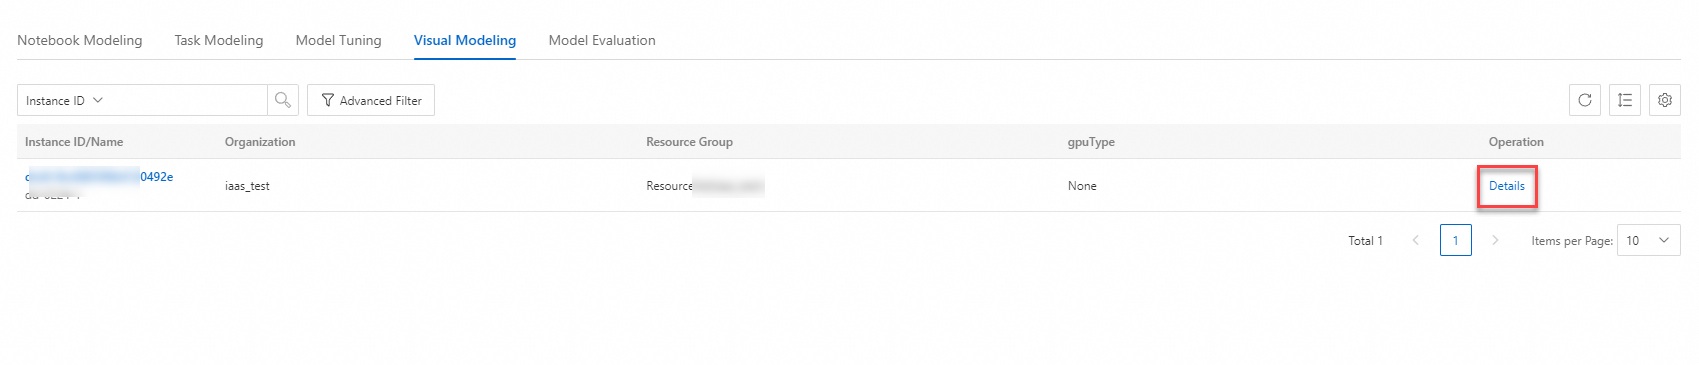 Notebook Modeling Task Modeling Model Tuning Visual Modeling Model Evaluation
Instance ID Advanced Filter
Instance ID/Name Organization Resource Group gpuType Operation
0492e
iaas_test Resource None Details
Total 1 1 Items per Page: 10